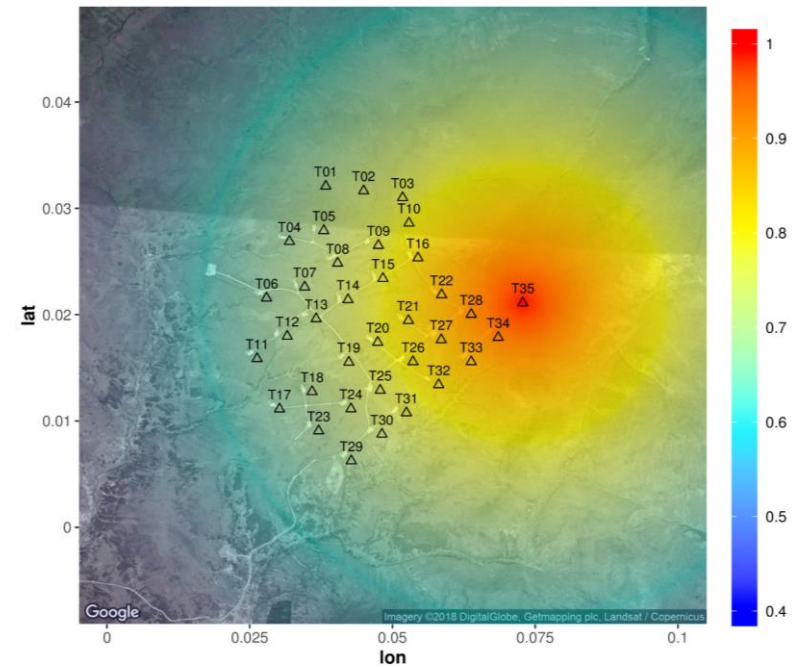 1
0.04
0.9
T01
T02
T03
0.03
T10
0.8
T04
T05
T09
T16
T08
T15
T06
T07
T14
T22
T35
lat
0.02
T13
T21
T28
0.7
T12
T20
T27
T34
T11
T19
T26
T33
T18
T25
T32
0.6
0.01
T17
T24
T31
T23
T30
T29
0.5
0
0.4
Google
Imagery ©2018 DigitalGlobe, Getmapping plc, Landsat / Copernicus
0
0.025
0.05
0.075
0.1
lon